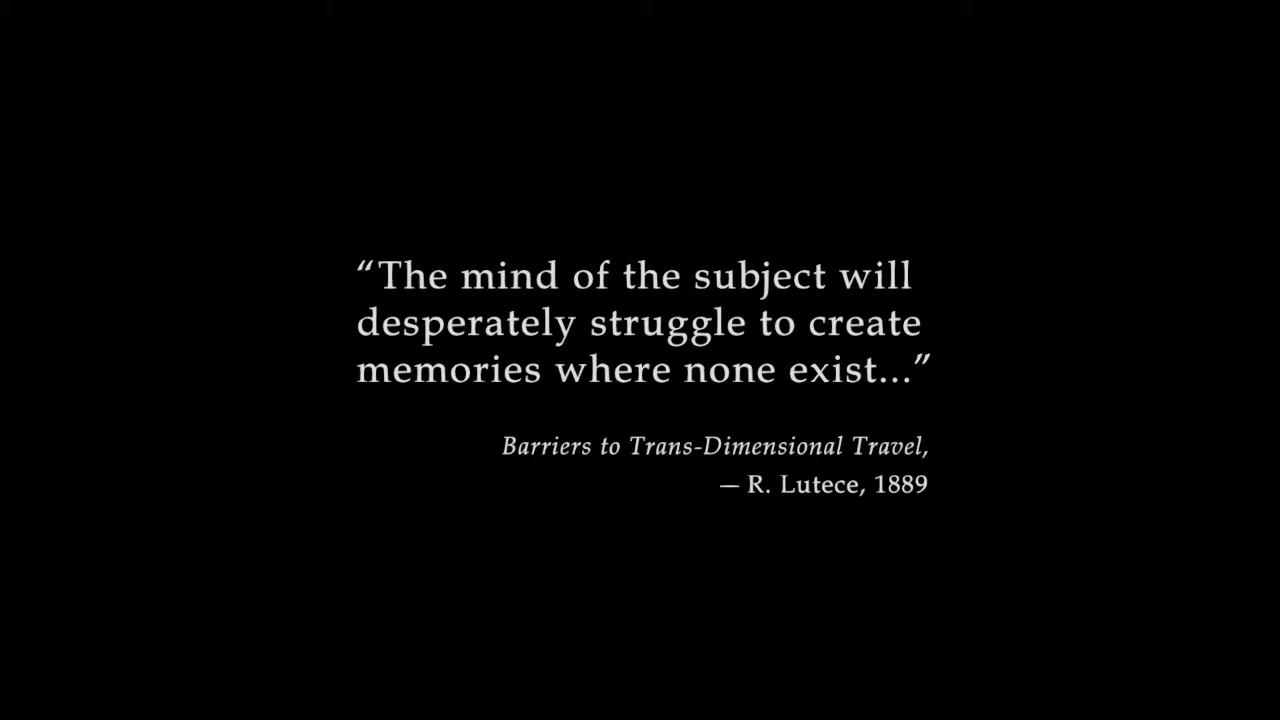 “The mind of the subject will
desperately struggle to create
memories where none exist...”
Barriers to Trans-Dimensional Travel,
— R. Lutece, 1889